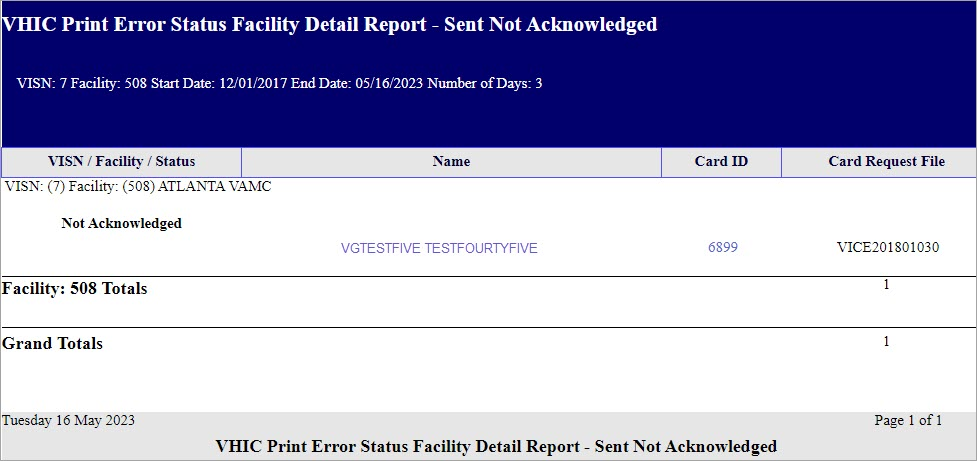 VHIC Print Error Status Facility Detail Report - Sent Not Acknowledged
VISN: 7 Facility: 508 Start Date: 12/01/2017 End Date: 05/16/2023 Number of Days: 3
VISN / Facility / Status Name Card ID Card Request File
VISN: (7) Facility: (508) ATLANTA VAMC
Not Acknowledged
VGTESTFIVE TESTFOURTYFIVE 6899 VICE201801030
Facility: 508 Totals 1
Grand Totals 1
Tuesday 16 May 2023 Page 1 of 1
VHIC Print Error Status Facility Detail Report - Sent Not Acknowledged